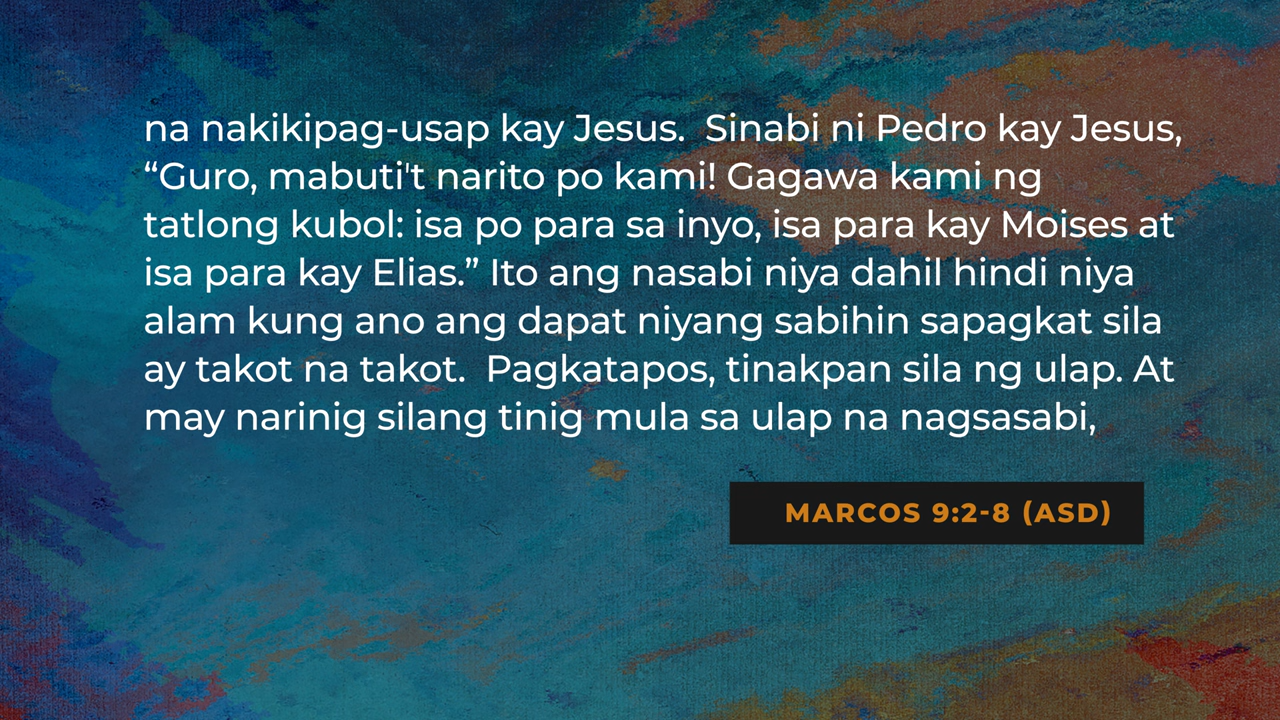 na nakikipag-usap kay Jesus.  Sinabi ni Pedro kay Jesus,
“Guro, mabuti't narito po kami! Gagawa kami ng
tatlong kubol: isa po para sa inyo, isa para kay Moises at
isa para kay Elias.” Ito ang nasabi niya dahil hindi niya
alam kung ano ang dapat niyang sabihin sapagkat sila
ay takot na takot.  Pagkatapos, tinakpan sila ng ulap. At
may narinig silang tinig mula sa ulap na nagsasabi,
MARCOS 9:2-8 (ASD)